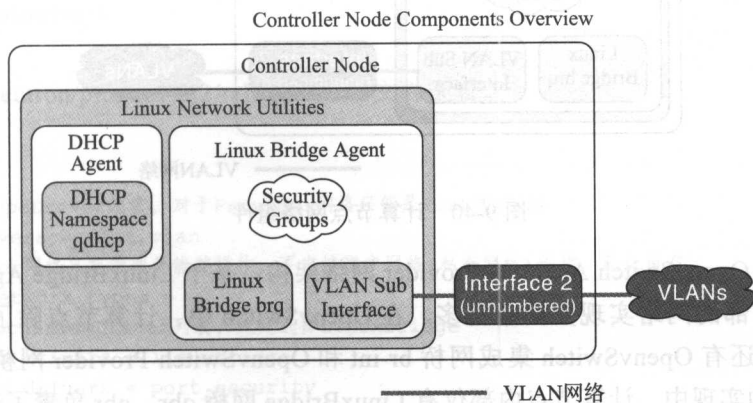 Controller Node Components Overview
Controller Node
Linux Network Utilities
DHCP
Agent
DHCP
Namespace
qdhcp
Linux Bridge Agent
Security
Groups
Linux
Bridge brq
VLAN Sub
Interface
Interface 2
(unnumbered)
VLANs
VLAN网络